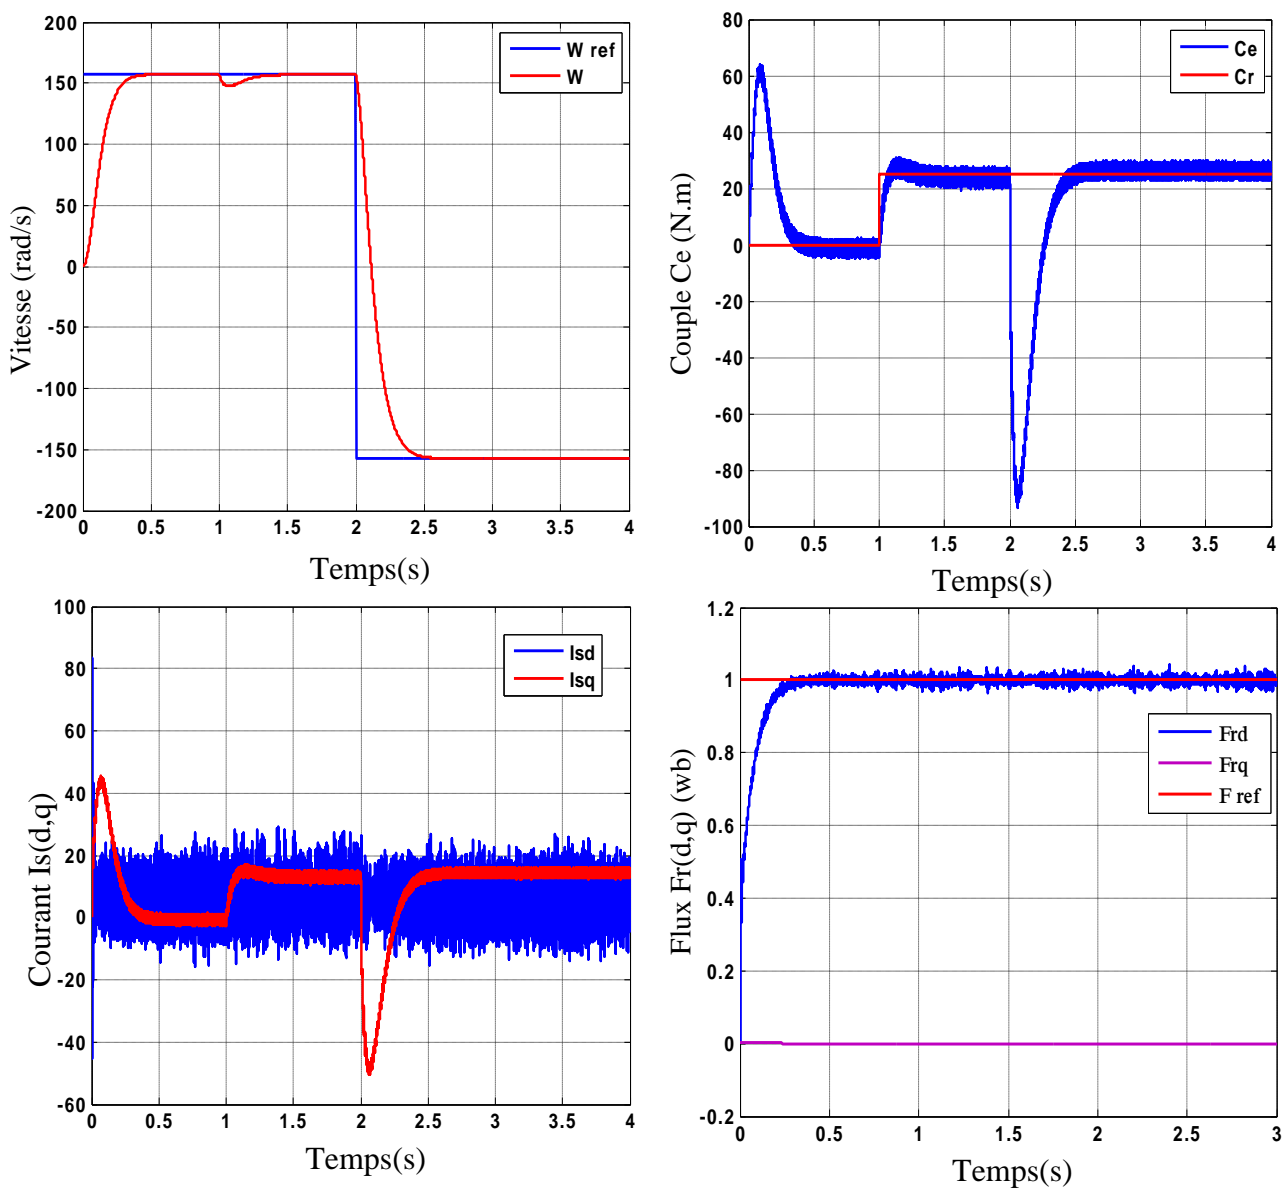 200
150
100
50
0
-50
-100
-150
-200
Vitesse (rad/s)
W ref
W
0 0.5 1 1.5 2 2.5 3 3.5 4
Temps(s)
80
60
40
20
0
-20
-40
-60
-80
-100
Couple Ce (N.m)
Ce
Cr
0 0.5 1 1.5 2 2.5 3 3.5 4
Temps(s)
100
80
60
40
20
0
-20
-40
-60
Courant Is(d,q)
Isd
Isq
0 0.5 1 1.5 2 2.5 3 3.5 4
Temps(s)
1.2
1
0.8
0.6
0.4
0.2
0
-0.2
Flux Fr(d,q) (wb)
Frd
Frq
F ref
0 0.5 1 1.5 2 2.5 3
Temps(s)